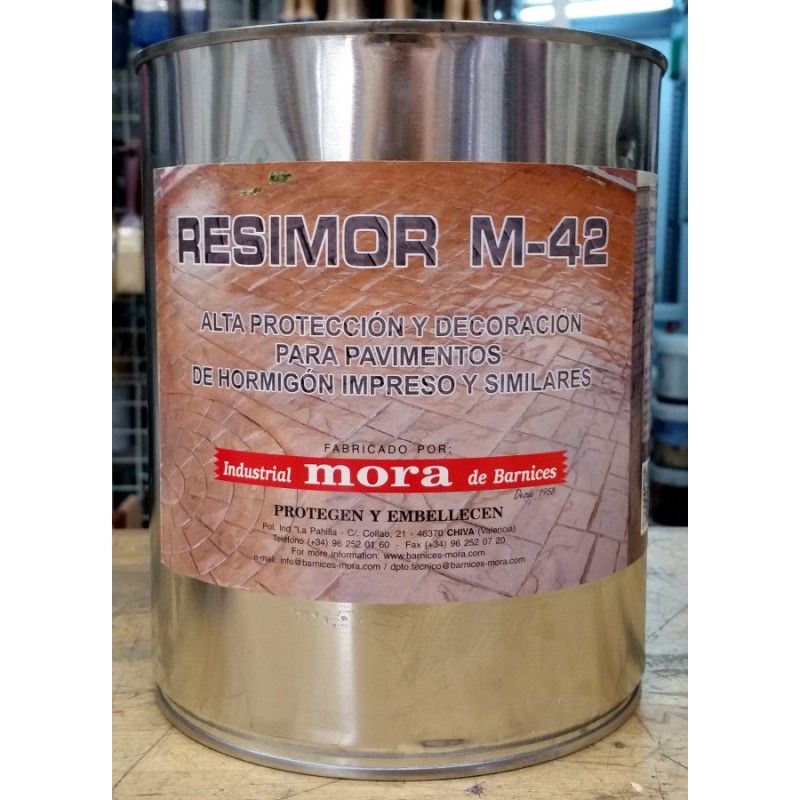 RESIMOR M-42
ALTA PROTECCIÓN Y DECORACIÓN
PARA PAVIMENTOS
DE HORMIGÓN IMPRESO Y SIMILARES
FABRICADO POR:
Industrial mora de Barnices
Desde 1958
PROTEGEN Y EMBELLECEN
Pol. Ind "La Pahilla - C/. Collao, 21 - 46370 CHIVA (Valencia)
Teléfono (+34) 96 252 01 60 - Fax (+34) 96 252 07 20
For more information: www.barnices-mora.com
e-mail: info@barnices-mora.com / dpto.tecnico@barnices-mora.com